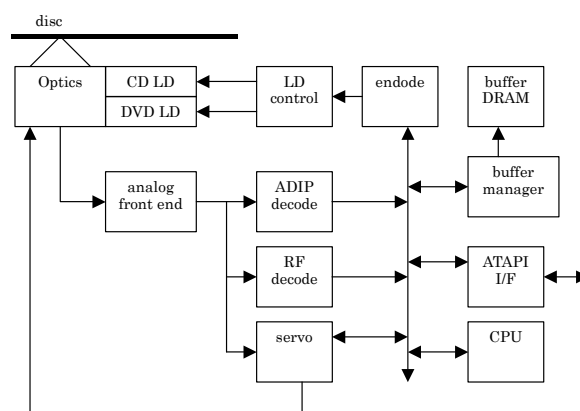 disc
Optics
CD LD
DVD LD
LD
control
endode
buffer
DRAM
analog
front end
ADIP
decode
buffer
manager
RF
decode
ATAPI
I/F
servo
CPU